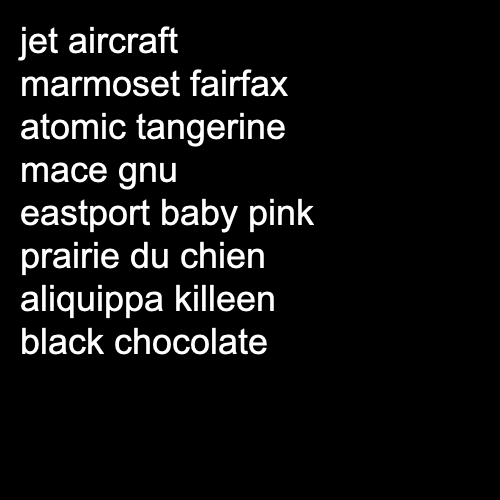 jet aircraft
marmoset fairfax
atomic tangerine
mace gnu
eastport baby pink
prairie du chien
aliquippa killeen
black chocolate